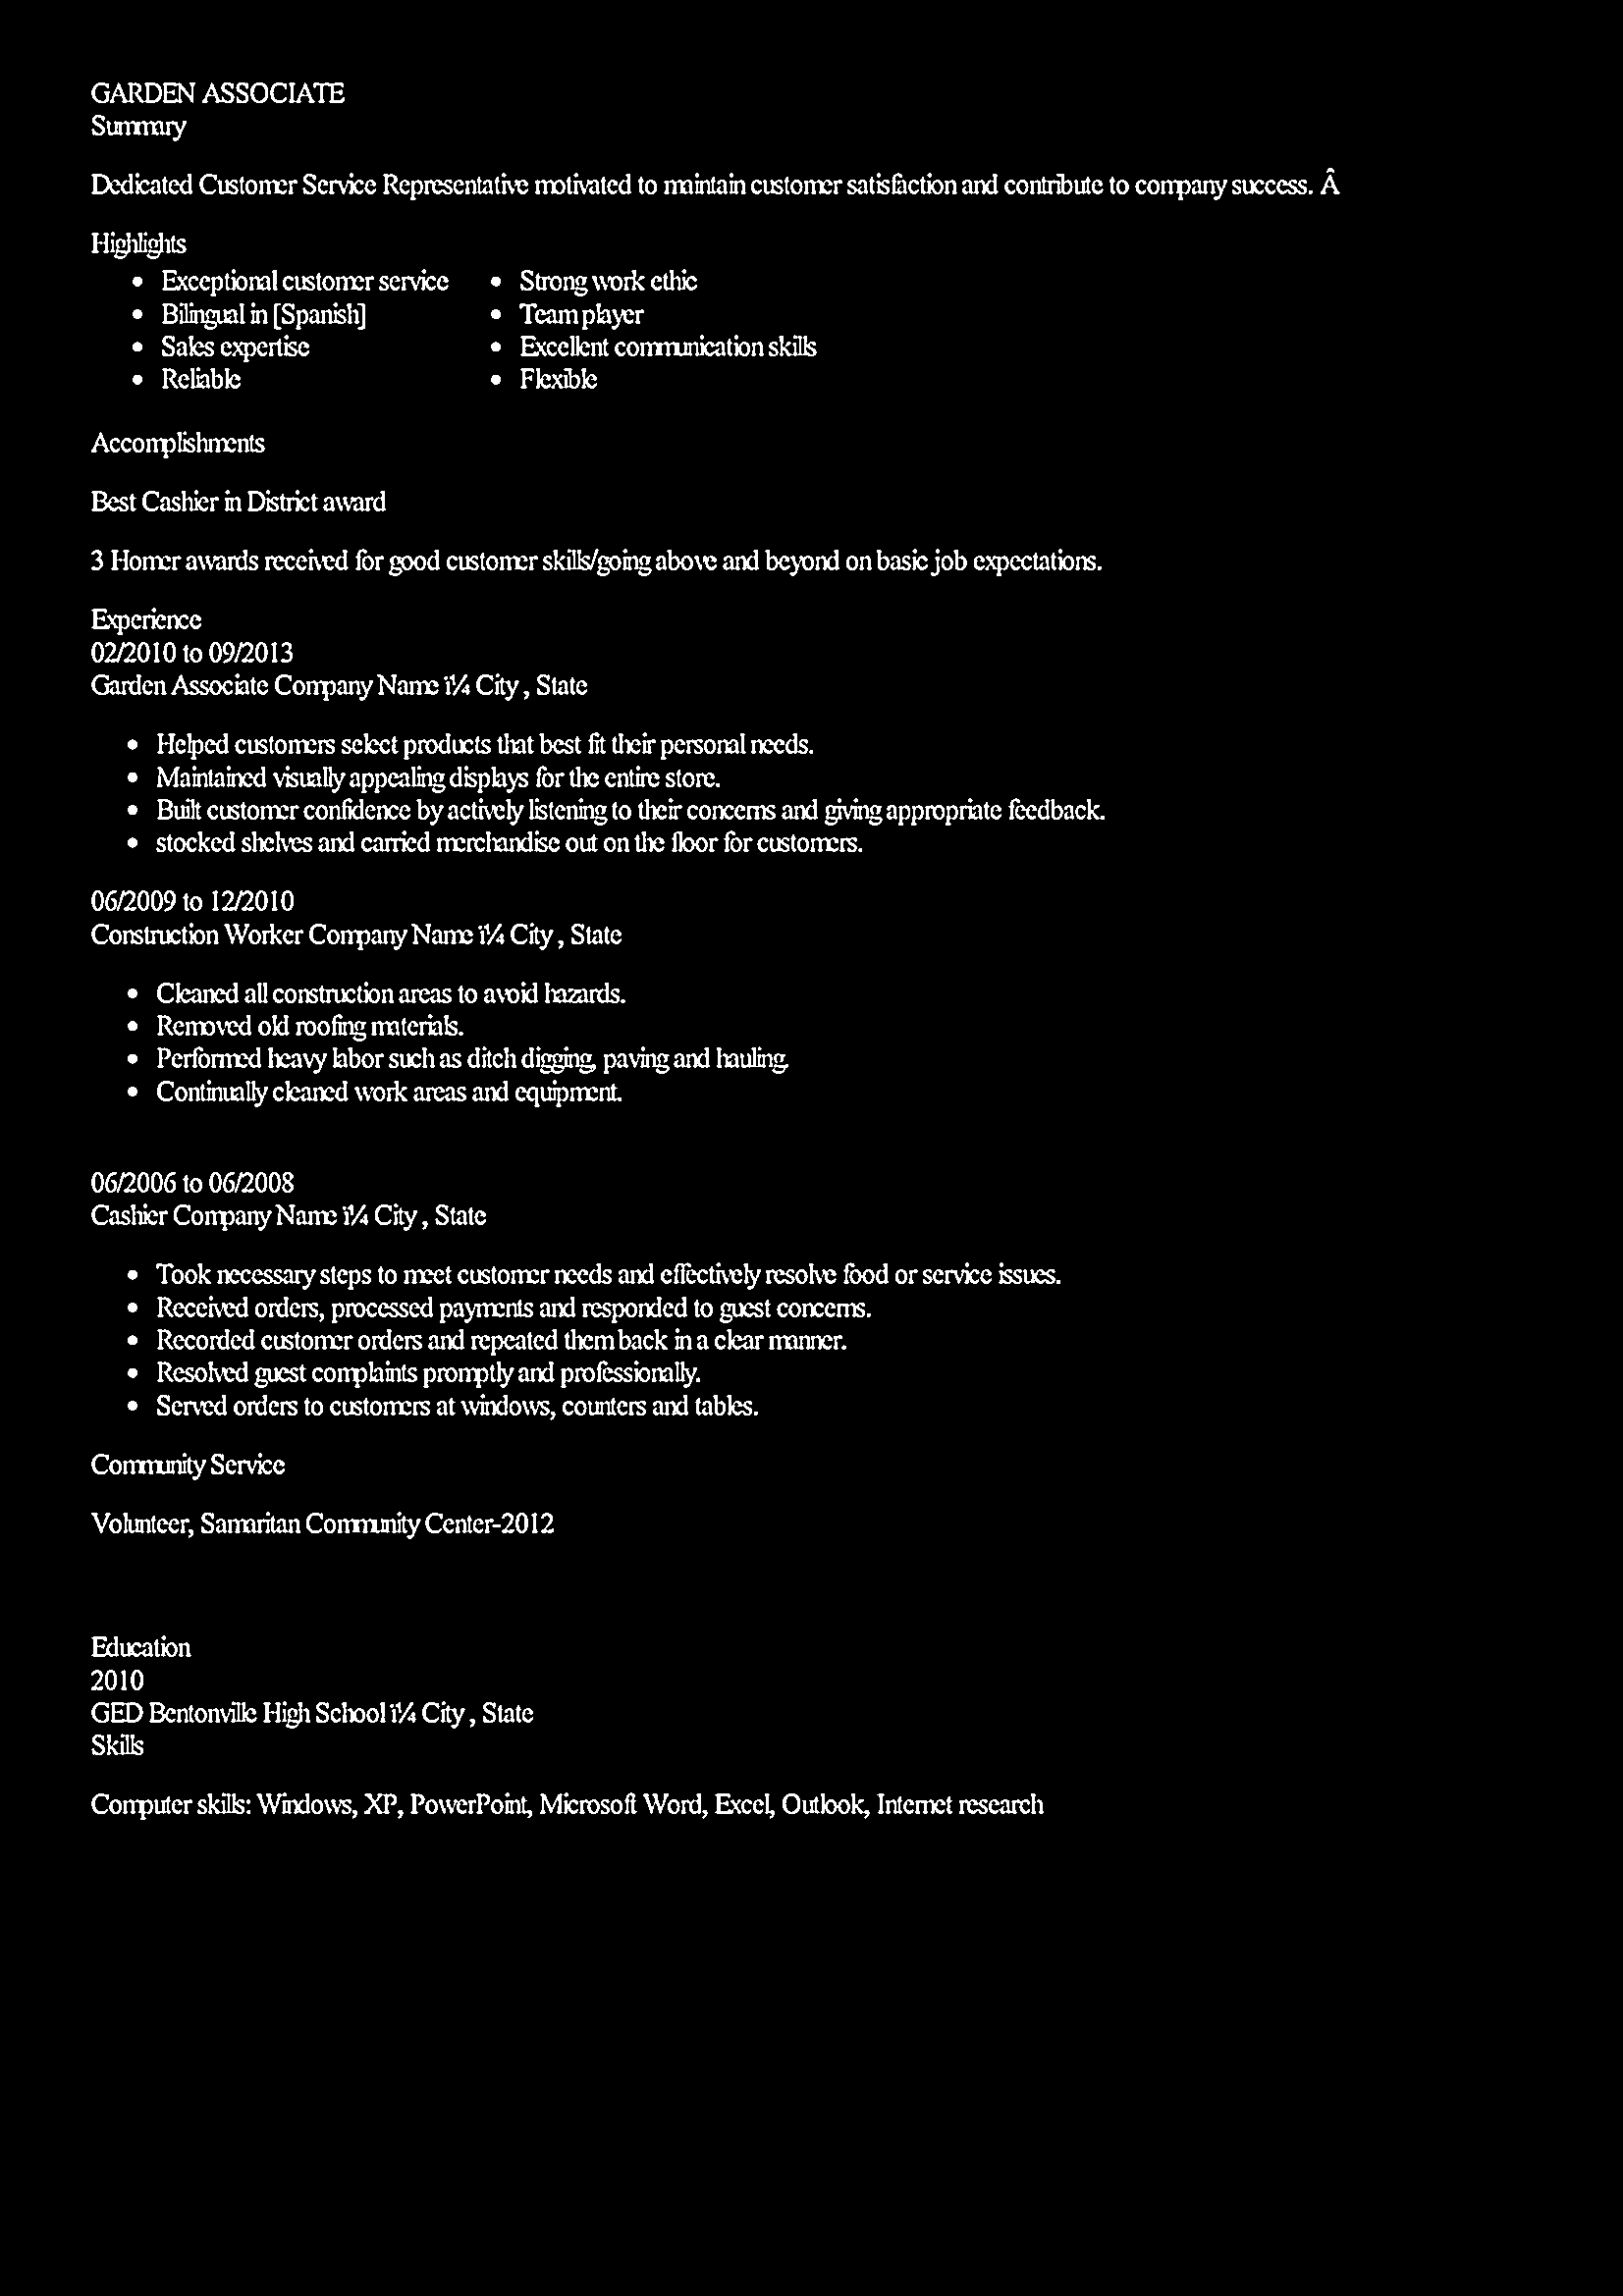 GARDEN ASSOCIATE
Summary
Dedicated Customer Service Representative motivated to maintain customer satisfaction and contribute to company success. Â
Highlights
• Exceptional customer service
• Bilingual in [Spanish]
• Sales expertise
• Reliable
• Strong work ethic
• Team player
• Excellent communication skills
• Flexible
Accomplishments
Best Cashier in District award
3 Homer awards received for good customer skills/going above and beyond on basic job expectations.
Experience
02/2010 to 09/2013
Garden Associate Company Name ï¼ City , State
• Helped customers select products that best fit their personal needs.
• Maintained visually appealing displays for the entire store.
• Built customer confidence by actively listening to their concerns and giving appropriate feedback.
• stocked shelves and carried merchandise out on the floor for customers.
06/2009 to 12/2010
Construction Worker Company Name ï¼ City , State
• Cleaned all construction areas to avoid hazards.
• Removed old roofing materials.
• Performed heavy labor such as ditch digging, paving and hauling.
• Continually cleaned work areas and equipment.
06/2006 to 06/2008
Cashier Company Name ï¼ City , State
• Took necessary steps to meet customer needs and effectively resolve food or service issues.
• Received orders, processed payments and responded to guest concerns.
• Recorded customer orders and repeated them back in a clear manner.
• Resolved guest complaints promptly and professionally.
• Served orders to customers at windows, counters and tables.
Community Service
Volunteer, Samaritan Community Center-2012
Education
2010
GED Bentonville High School ï¼ City , State
Skills
Computer skills: Windows, XP, PowerPoint, Microsoft Word, Excel, Outlook, Internet research